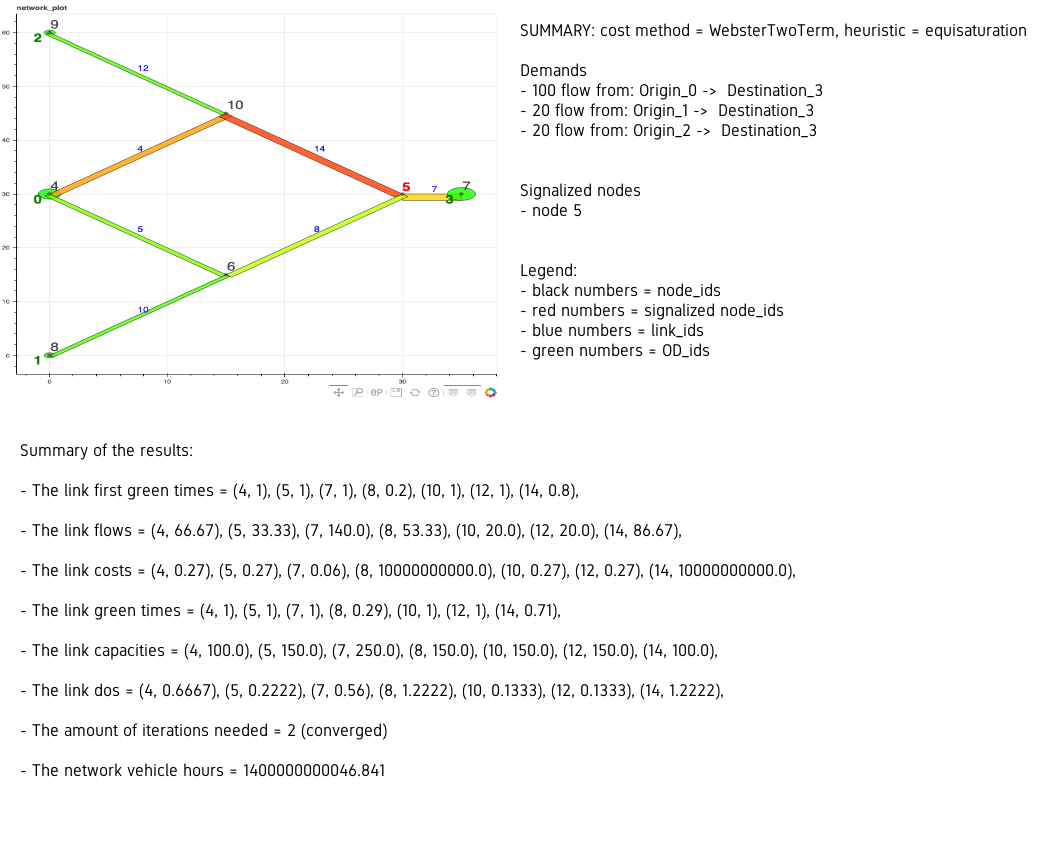 network_plot
9
2
60
12
50
10
4
14
40
4
0
30
5
7
3
7
5
8
20
6
10
10
8
1
0
0
10
20
30
SUMMARY: cost method = WebsterTwoTerm, heuristic = equisaturation
Demands
- 100 flow from: Origin_0 -> Destination_3
- 20 flow from: Origin_1 -> Destination_3
- 20 flow from: Origin_2 -> Destination_3
Signalized nodes
- node 5
Legend:
- black numbers = node_ids
- red numbers = signalized node_ids
- blue numbers = link_ids
- green numbers = OD_ids
Summary of the results:
- The link first green times = (4, 1), (5, 1), (7, 1), (8, 0.2), (10, 1), (12, 1), (14, 0.8),
- The link flows = (4, 66.67), (5, 33.33), (7, 140.0), (8, 53.33), (10, 20.0), (12, 20.0), (14, 86.67),
- The link costs = (4, 0.27), (5, 0.27), (7, 0.06), (8, 10000000000.0), (10, 0.27), (12, 0.27), (14, 10000000000.0),
- The link green times = (4, 1), (5, 1), (7, 1), (8, 0.29), (10, 1), (12, 1), (14, 0.71),
- The link capacities = (4, 100.0), (5, 150.0), (7, 250.0), (8, 150.0), (10, 150.0), (12, 150.0), (14, 100.0),
- The link dos = (4, 0.6667), (5, 0.2222), (7, 0.56), (8, 1.2222), (10, 0.1333), (12, 0.1333), (14, 1.2222),
- The amount of iterations needed = 2 (converged)
- The network vehicle hours = 1400000000046.841